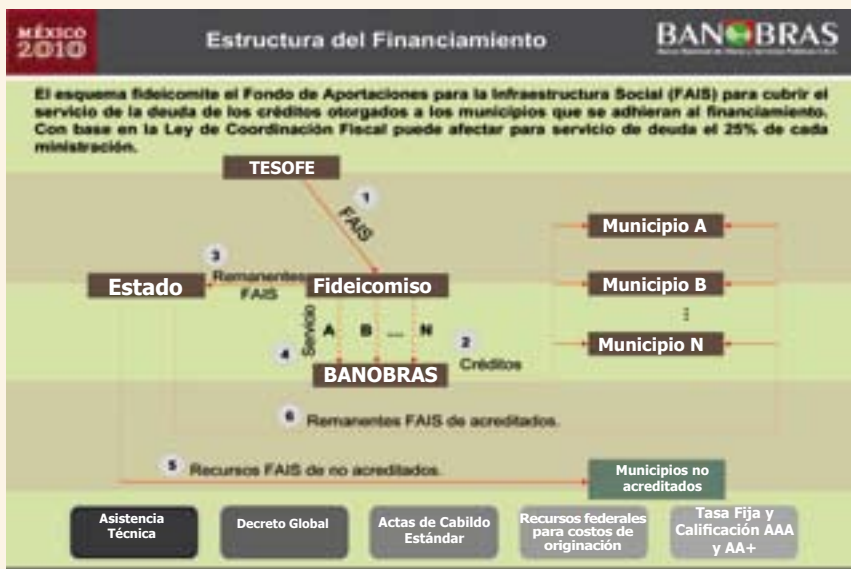 MÉXICO
2010
Estructura del Financiamiento
BANOBRAS
El esquema fideicomite el Fondo de Aportaciones para la Infraestructura Social (FAIS) para cubrir el
servicio de la deuda de los créditos otorgados a los municipios que se adhieran al financiamiento.
Con base en la Ley de Coordinación Fiscal puede afectar para servicio de deuda el 25% de cada
ministración.
TESOFE
1
FAIS
Municipio A
3
Remanentes
FAIS
Estado
Fideicomiso
Municipio B
⋮
Servicio
A B ... N
2
Créditos
Municipio N
4
BANOBRAS
6 Remanentes FAIS de acreditados.
5 Recursos FAIS de no acreditados.
Municipios no
acreditados
Asistencia
Técnica
Decreto Global
Actas de Cabildo
Estándar
Recursos federales
para costos de
originación
Tasa Fija y
Calificación AAA
y AA+